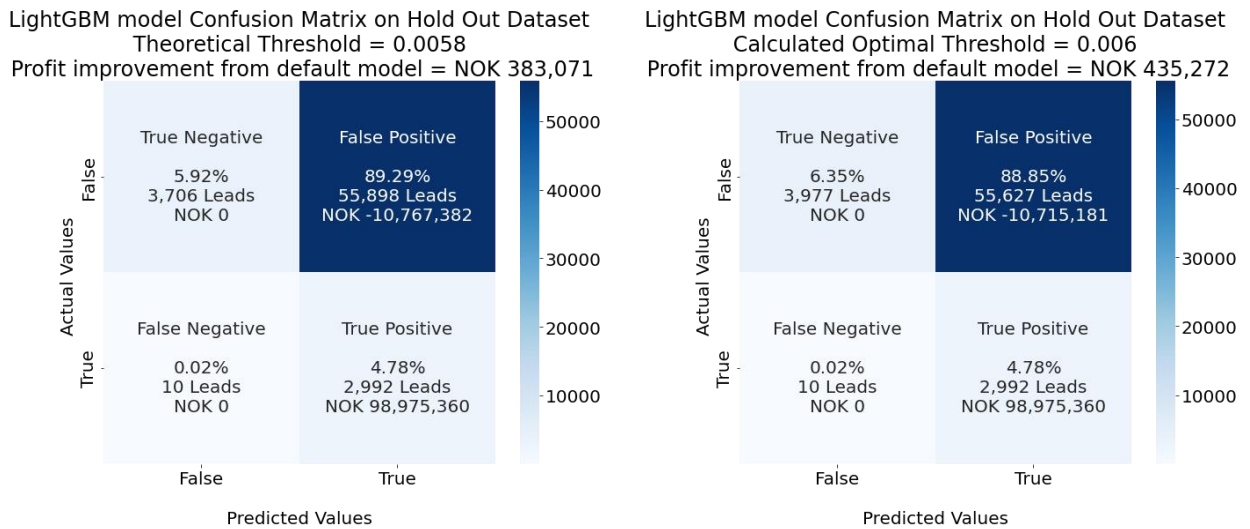 LightGBM model Confusion Matrix on Hold Out Dataset
Theoretical Threshold = 0.0058
Profit improvement from default model = NOK 383,071
True Negative
5.92%
3,706 Leads
NOK 0
False Positive
89.29%
55,898 Leads
NOK -10,767,382
False Negative
0.02%
10 Leads
NOK 0
True Positive
4.78%
2,992 Leads
NOK 98,975,360
Actual Values
False
True
False
True
Predicted Values
50000
40000
30000
20000
10000
LightGBM model Confusion Matrix on Hold Out Dataset
Calculated Optimal Threshold = 0.006
Profit improvement from default model = NOK 435,272
True Negative
6.35%
3,977 Leads
NOK 0
False Positive
88.85%
55,627 Leads
NOK -10,715,181
False Negative
0.02%
10 Leads
NOK 0
True Positive
4.78%
2,992 Leads
NOK 98,975,360
Actual Values
False
True
False
True
Predicted Values
50000
40000
30000
20000
10000